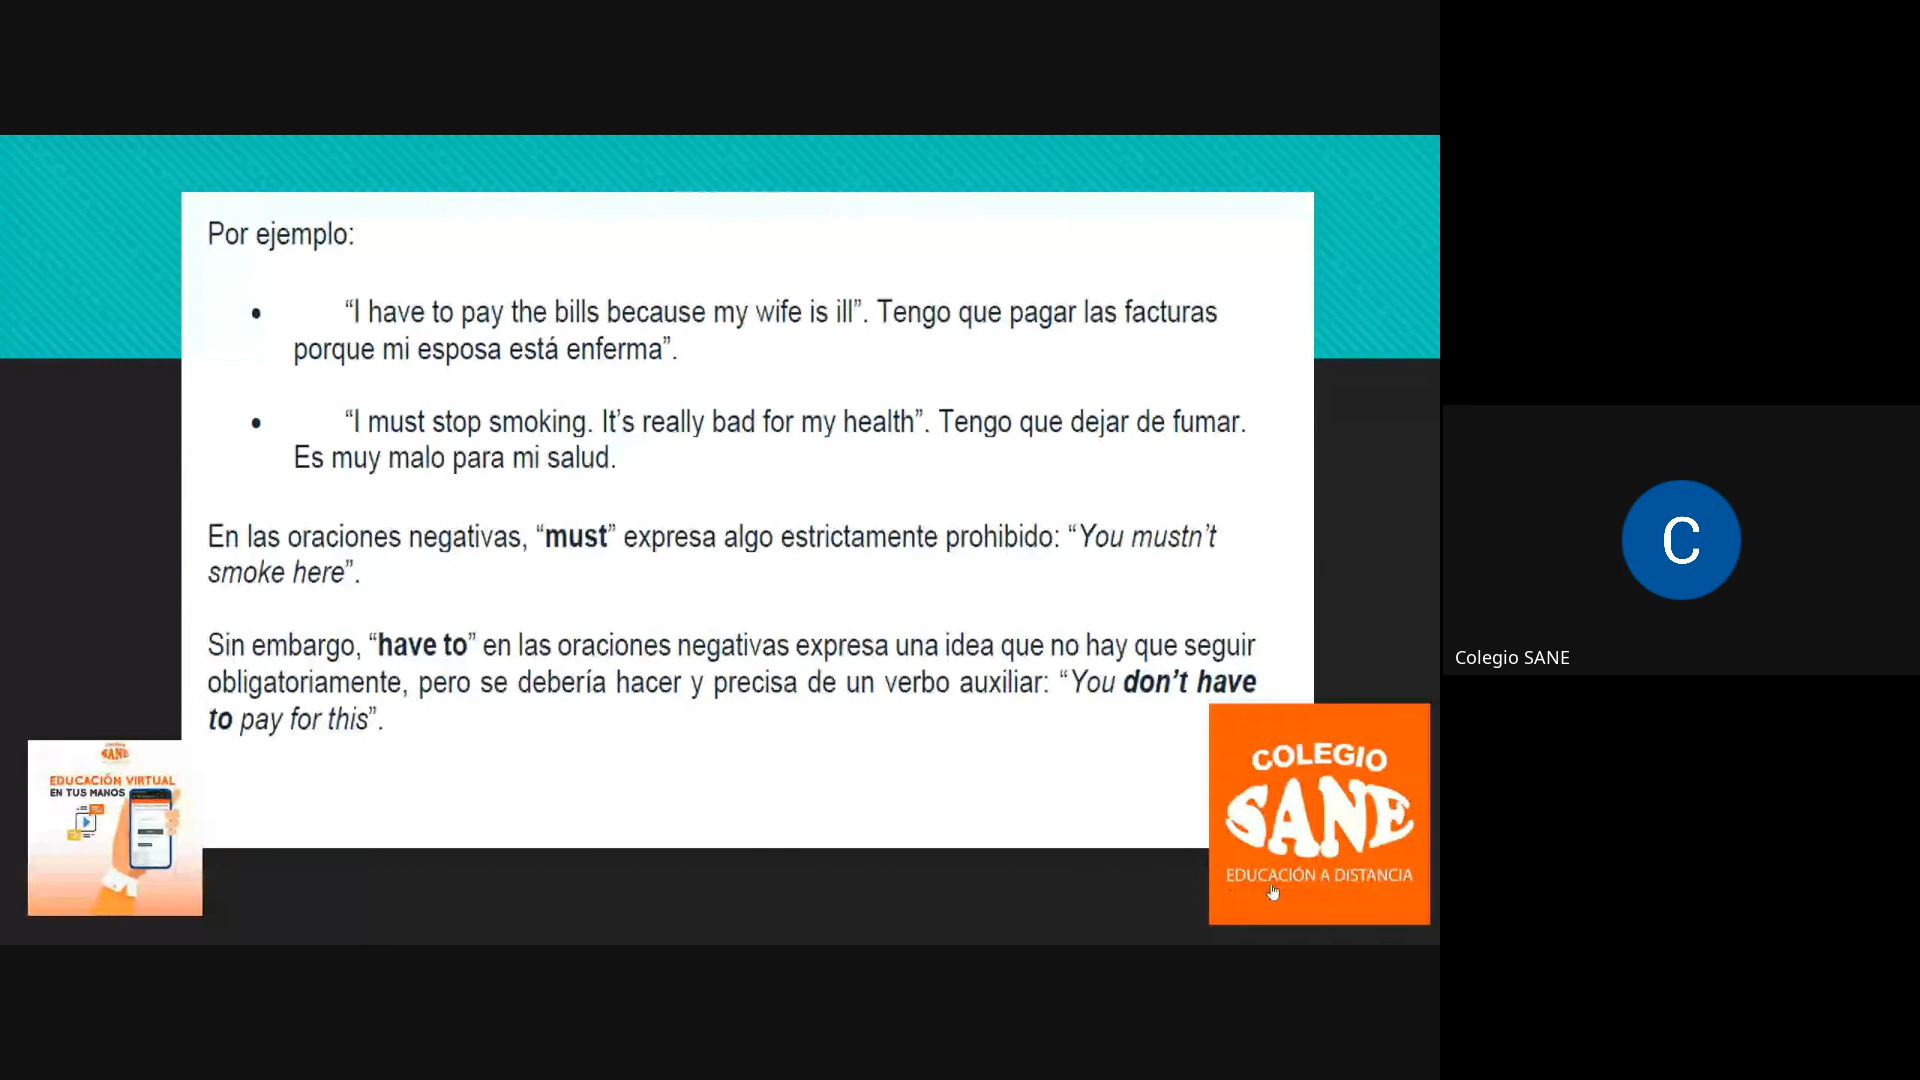 Por ejemplo:
• “I have to pay the bills because my wife is ill”. Tengo que pagar las facturas
porque mi esposa está enferma”.
• “I must stop smoking. It’s really bad for my health”. Tengo que dejar de fumar.
Es muy malo para mi salud.
En las oraciones negativas, “must” expresa algo estrictamente prohibido: “You mustn’t
smoke here”.
Sin embargo, “have to” en las oraciones negativas expresa una idea que no hay que seguir
obligatoriamente, pero se debería hacer y precisa de un verbo auxiliar: “You don’t have
to pay for this”.
SANE
EDUCACIÓN VIRTUAL
EN TUS MANOS
COLEGIO
SANE
EDUCACIÓN A DISTANCIA
C
Colegio SANE